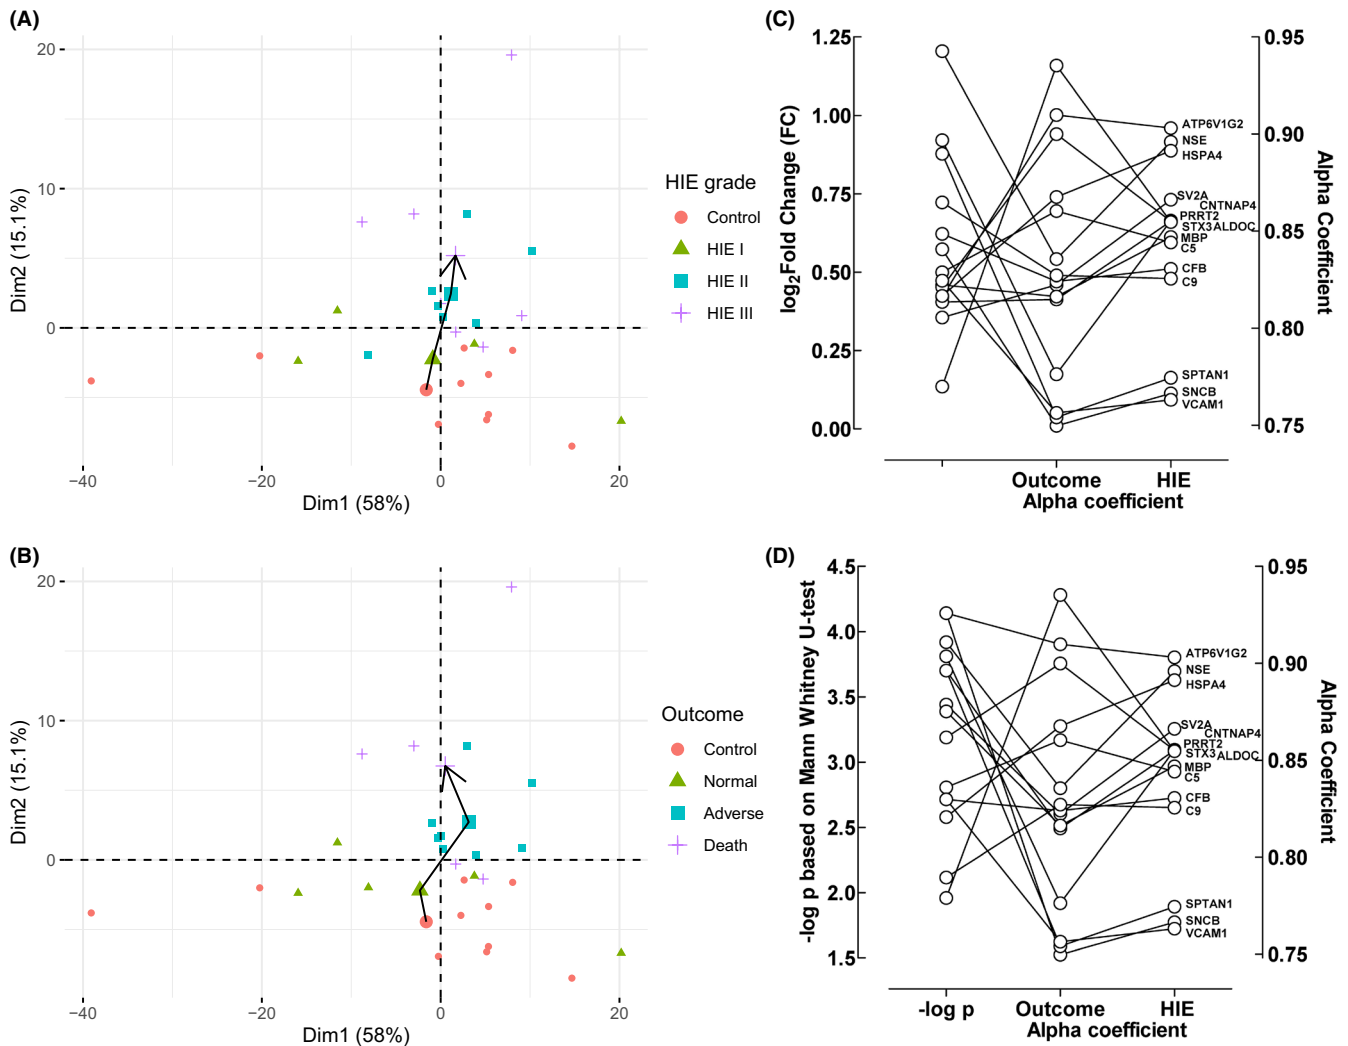 (A)
20
10
0
−40
−20
0
20
Dim2 (15.1%)
Dim1 (58%)
HIE grade
Control
HIE I
HIE II
HIE III
(B)
20
10
0
−40
−20
0
20
Dim2 (15.1%)
Dim1 (58%)
Outcome
Control
Normal
Adverse
Death
(C)
1.25
1.00
0.75
0.50
0.25
0.00
log2Fold Change (FC)
0.95
0.90
0.85
0.80
0.75
Alpha Coefficient
ATP6V1G2
NSE
HSPA4
SV2A
CNTNAP4
PRRT2
STX3 ALDOC
MBP
C5
CFB
C9
SPTAN1
SNCB
VCAM1
Outcome
HIE
Alpha coefficient
(D)
4.5
4.0
3.5
3.0
2.5
2.0
1.5
-log p based on Mann Whitney U-test
0.95
0.90
0.85
0.80
0.75
Alpha Coefficient
ATP6V1G2
NSE
HSPA4
SV2A
CNTNAP4
PRRT2
STX3 ALDOC
MBP
C5
CFB
C9
SPTAN1
SNCB
VCAM1
-log p
Outcome
HIE
Alpha coefficient